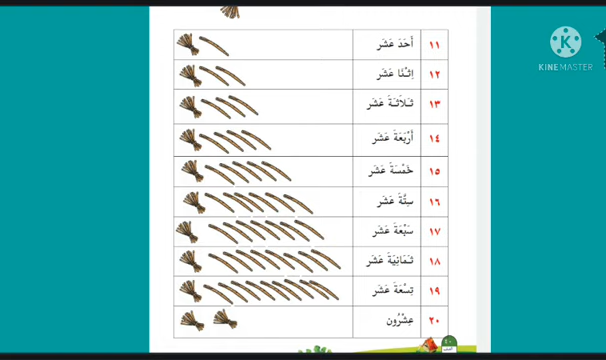 ١١ أَحَدَ عَشَر
١٢ اِثْنَا عَشَر
١٣ ثَلَاثَةَ عَشَر
١٤ أَرْبَعَةَ عَشَر
١٥ خَمْسَةَ عَشَر
١٦ سِتَّةَ عَشَر
١٧ سَبْعَةَ عَشَر
١٨ ثَمَانِيَةَ عَشَر
١٩ تِسْعَةَ عَشَر
٢٠ عِشْرُون
K
KINEMASTER